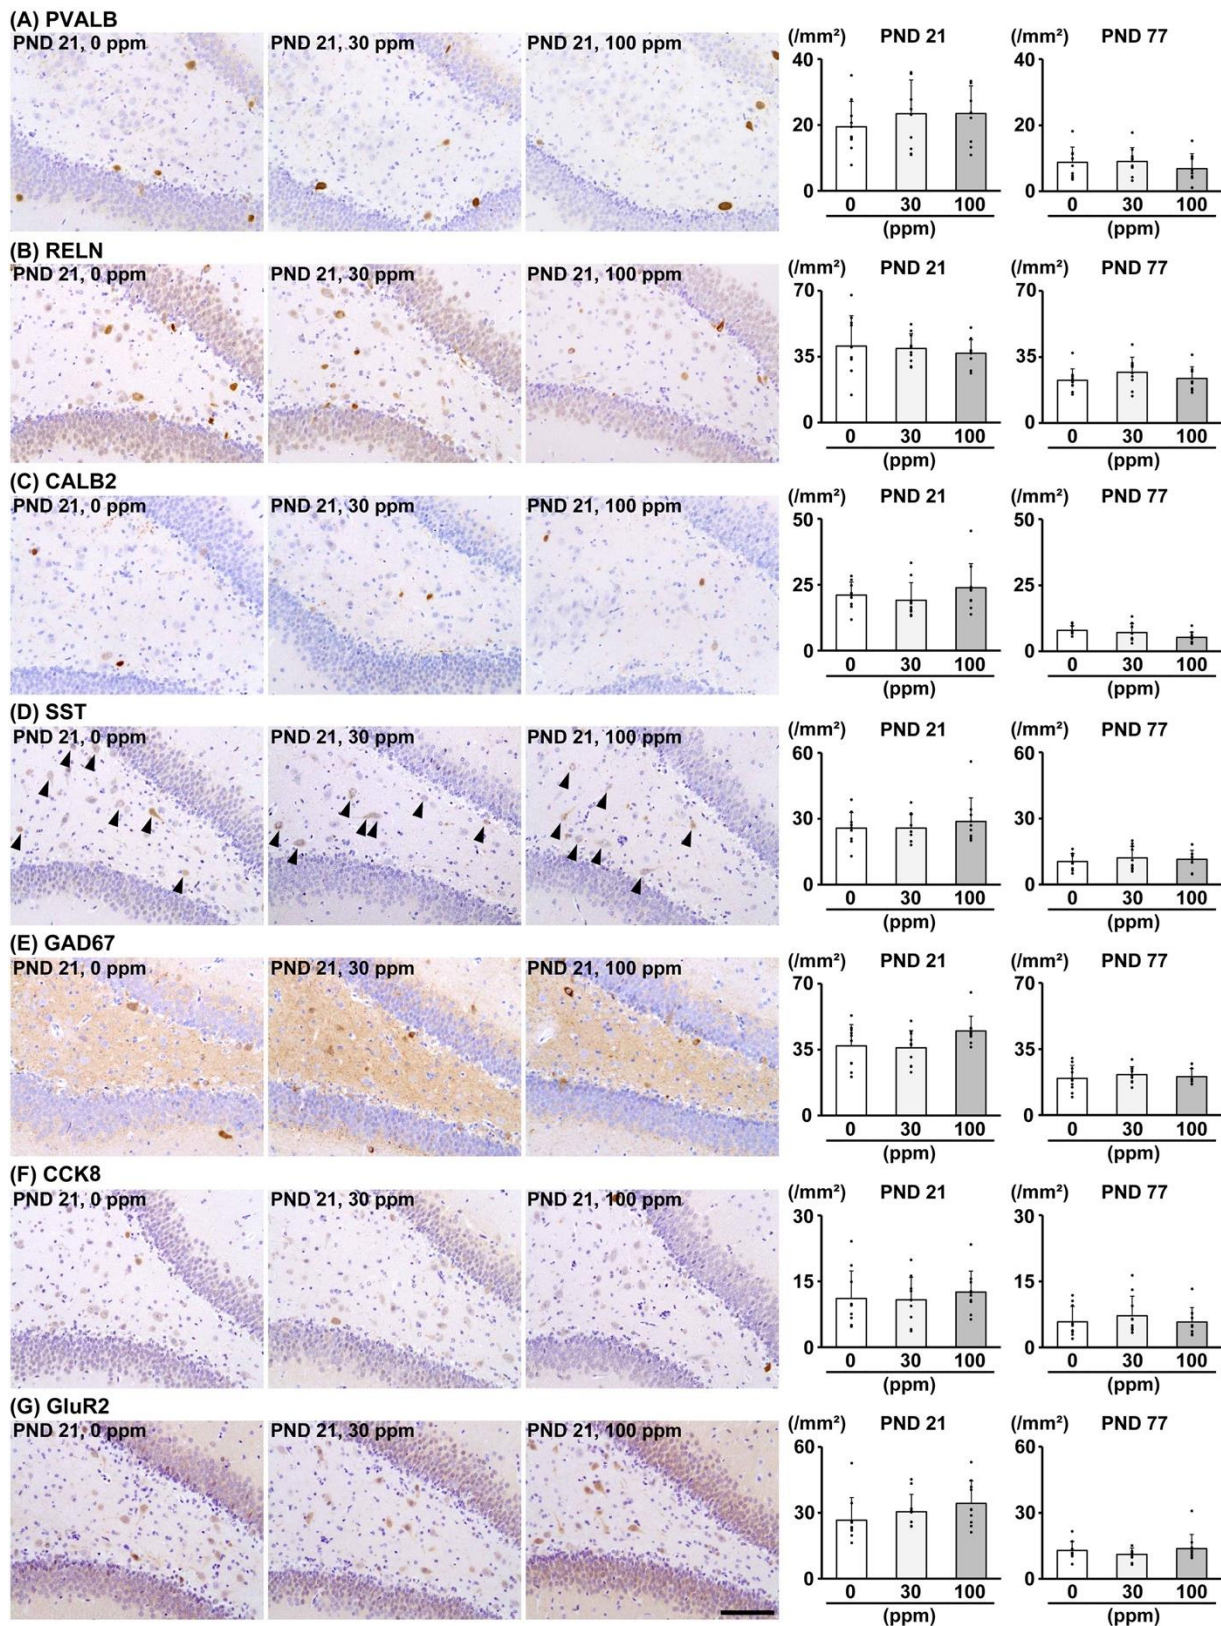 (A) PVALB
PND 21, 0 ppm PND 21, 30 ppm PND 21, 100 ppm
(/mm²) PND 21 (/mm²) PND 77
40 40
20 20
0 0
0 30 100 0 30 100
(ppm) (ppm)
(B) RELN
PND 21, 0 ppm PND 21, 30 ppm PND 21, 100 ppm
(/mm²) PND 21 (/mm²) PND 77
70 70
35 35
0 0
0 30 100 0 30 100
(ppm) (ppm)
(C) CALB2
PND 21, 0 ppm PND 21, 30 ppm PND 21, 100 ppm
(/mm²) PND 21 (/mm²) PND 77
50 50
25 25
0 0
0 30 100 0 30 100
(ppm) (ppm)
(D) SST
PND 21, 0 ppm PND 21, 30 ppm PND 21, 100 ppm
(/mm²) PND 21 (/mm²) PND 77
60 60
30 30
0 0
0 30 100 0 30 100
(ppm) (ppm)
(E) GAD67
PND 21, 0 ppm PND 21, 30 ppm PND 21, 100 ppm
(/mm²) PND 21 (/mm²) PND 77
70 70
35 35
0 0
0 30 100 0 30 100
(ppm) (ppm)
(F) CCK8
PND 21, 0 ppm PND 21, 30 ppm PND 21, 100 ppm
(/mm²) PND 21 (/mm²) PND 77
30 30
15 15
0 0
0 30 100 0 30 100
(ppm) (ppm)
(G) GluR2
PND 21, 0 ppm PND 21, 30 ppm PND 21, 100 ppm
(/mm²) PND 21 (/mm²) PND 77
60 60
30 30
0 0
0 30 100 0 30 100
(ppm) (ppm)